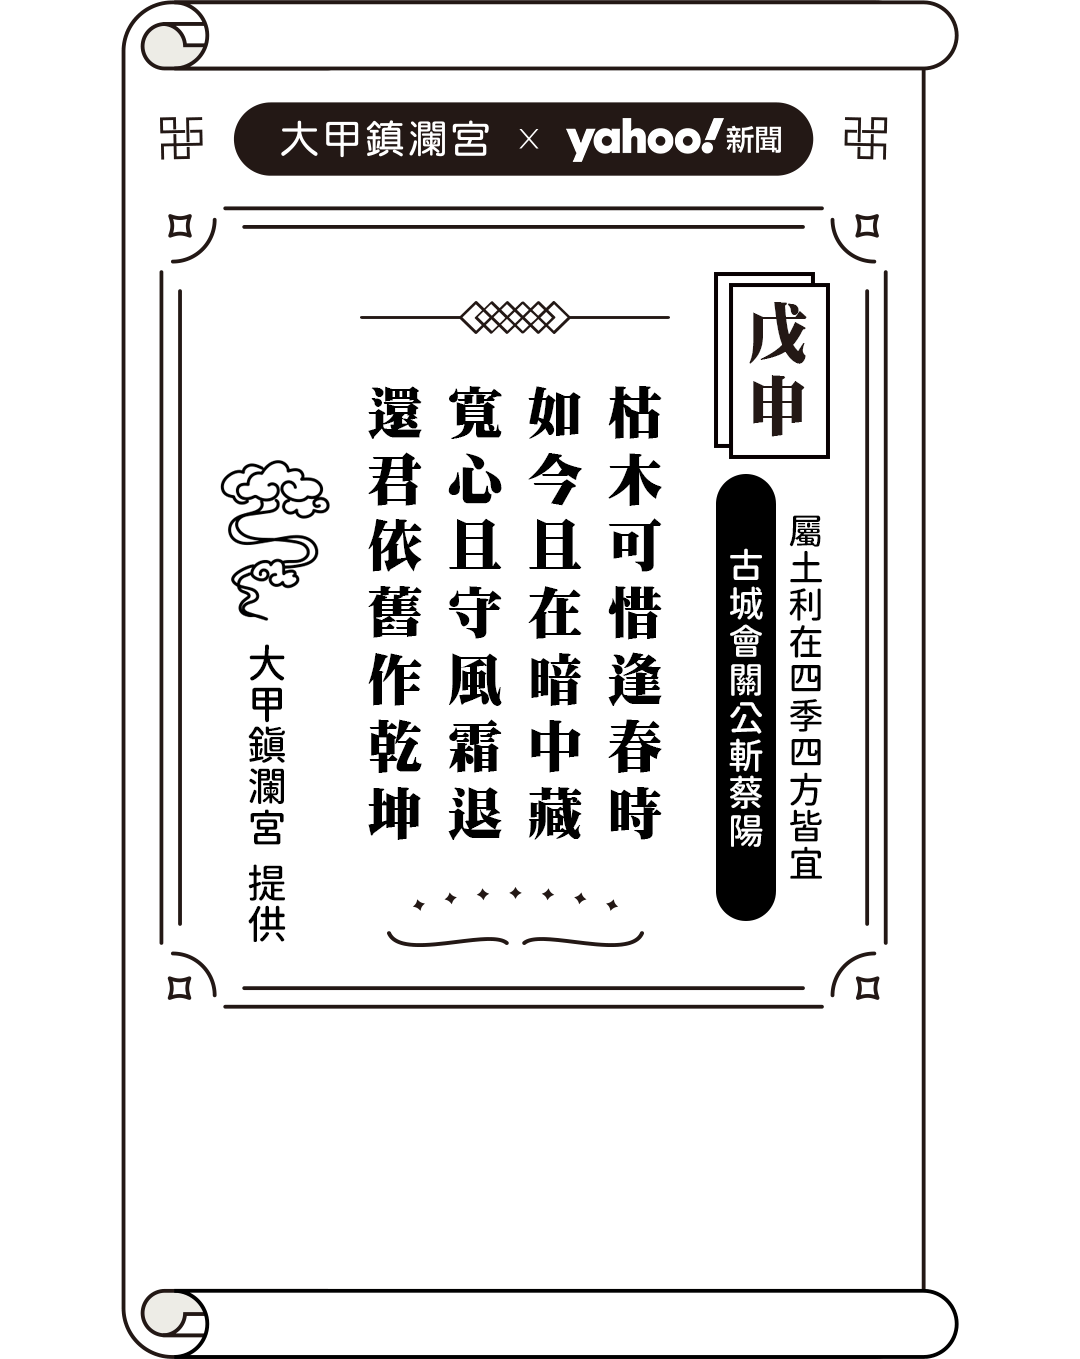 大甲鎮瀾宮 × yahoo!新聞
戊申
屬土利在四季四方皆宜
古城會關公斬蔡陽
枯木可惜逢春時
如今且在暗中藏
寬心且守風霜退
還君依舊作乾坤
大甲鎮瀾宮 提供